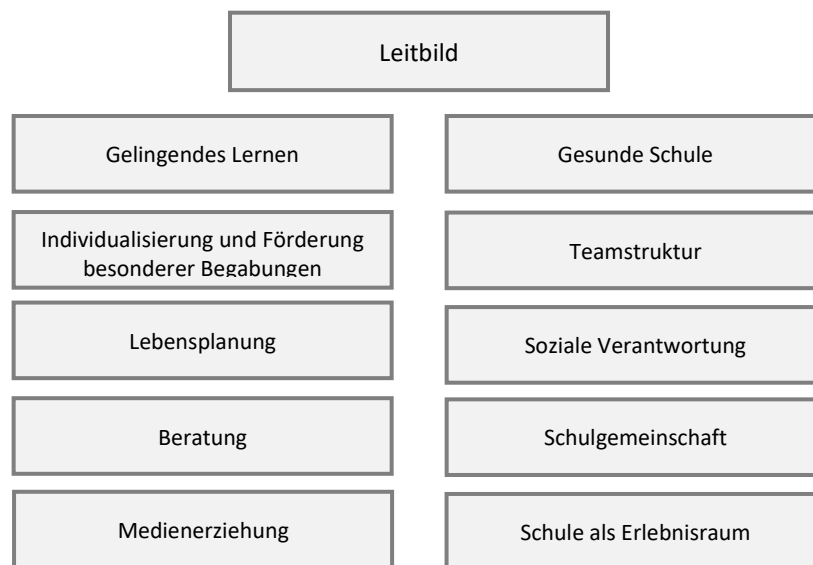 Leitbild
Gelingendes Lernen
Gesunde Schule
Individualisierung und Förderung
besonderer Begabungen
Teamstruktur
Lebensplanung
Soziale Verantwortung
Beratung
Schulgemeinschaft
Medienerziehung
Schule als Erlebnisraum